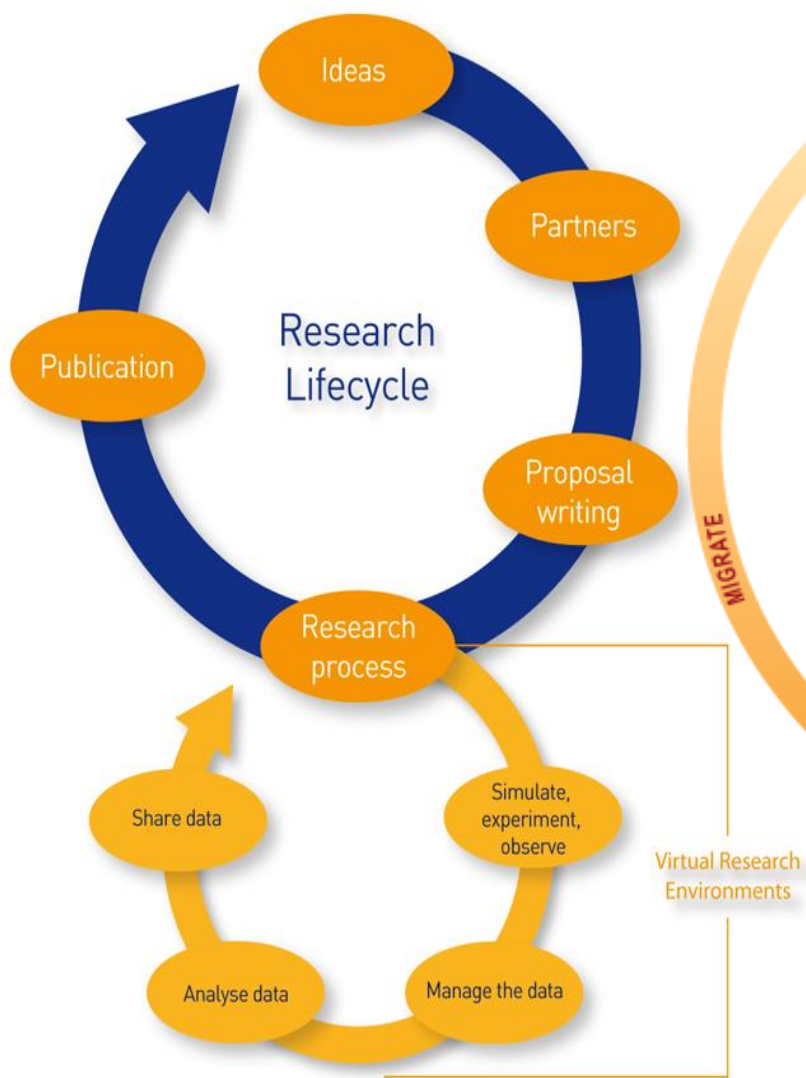 Ideas
Partners
Research
Lifecycle
Publication
Proposal
writing
MIGRATE
Research
process
Share data
Simulate,
experiment,
observe
Virtual Research
Environments
Analyse data
Manage the data